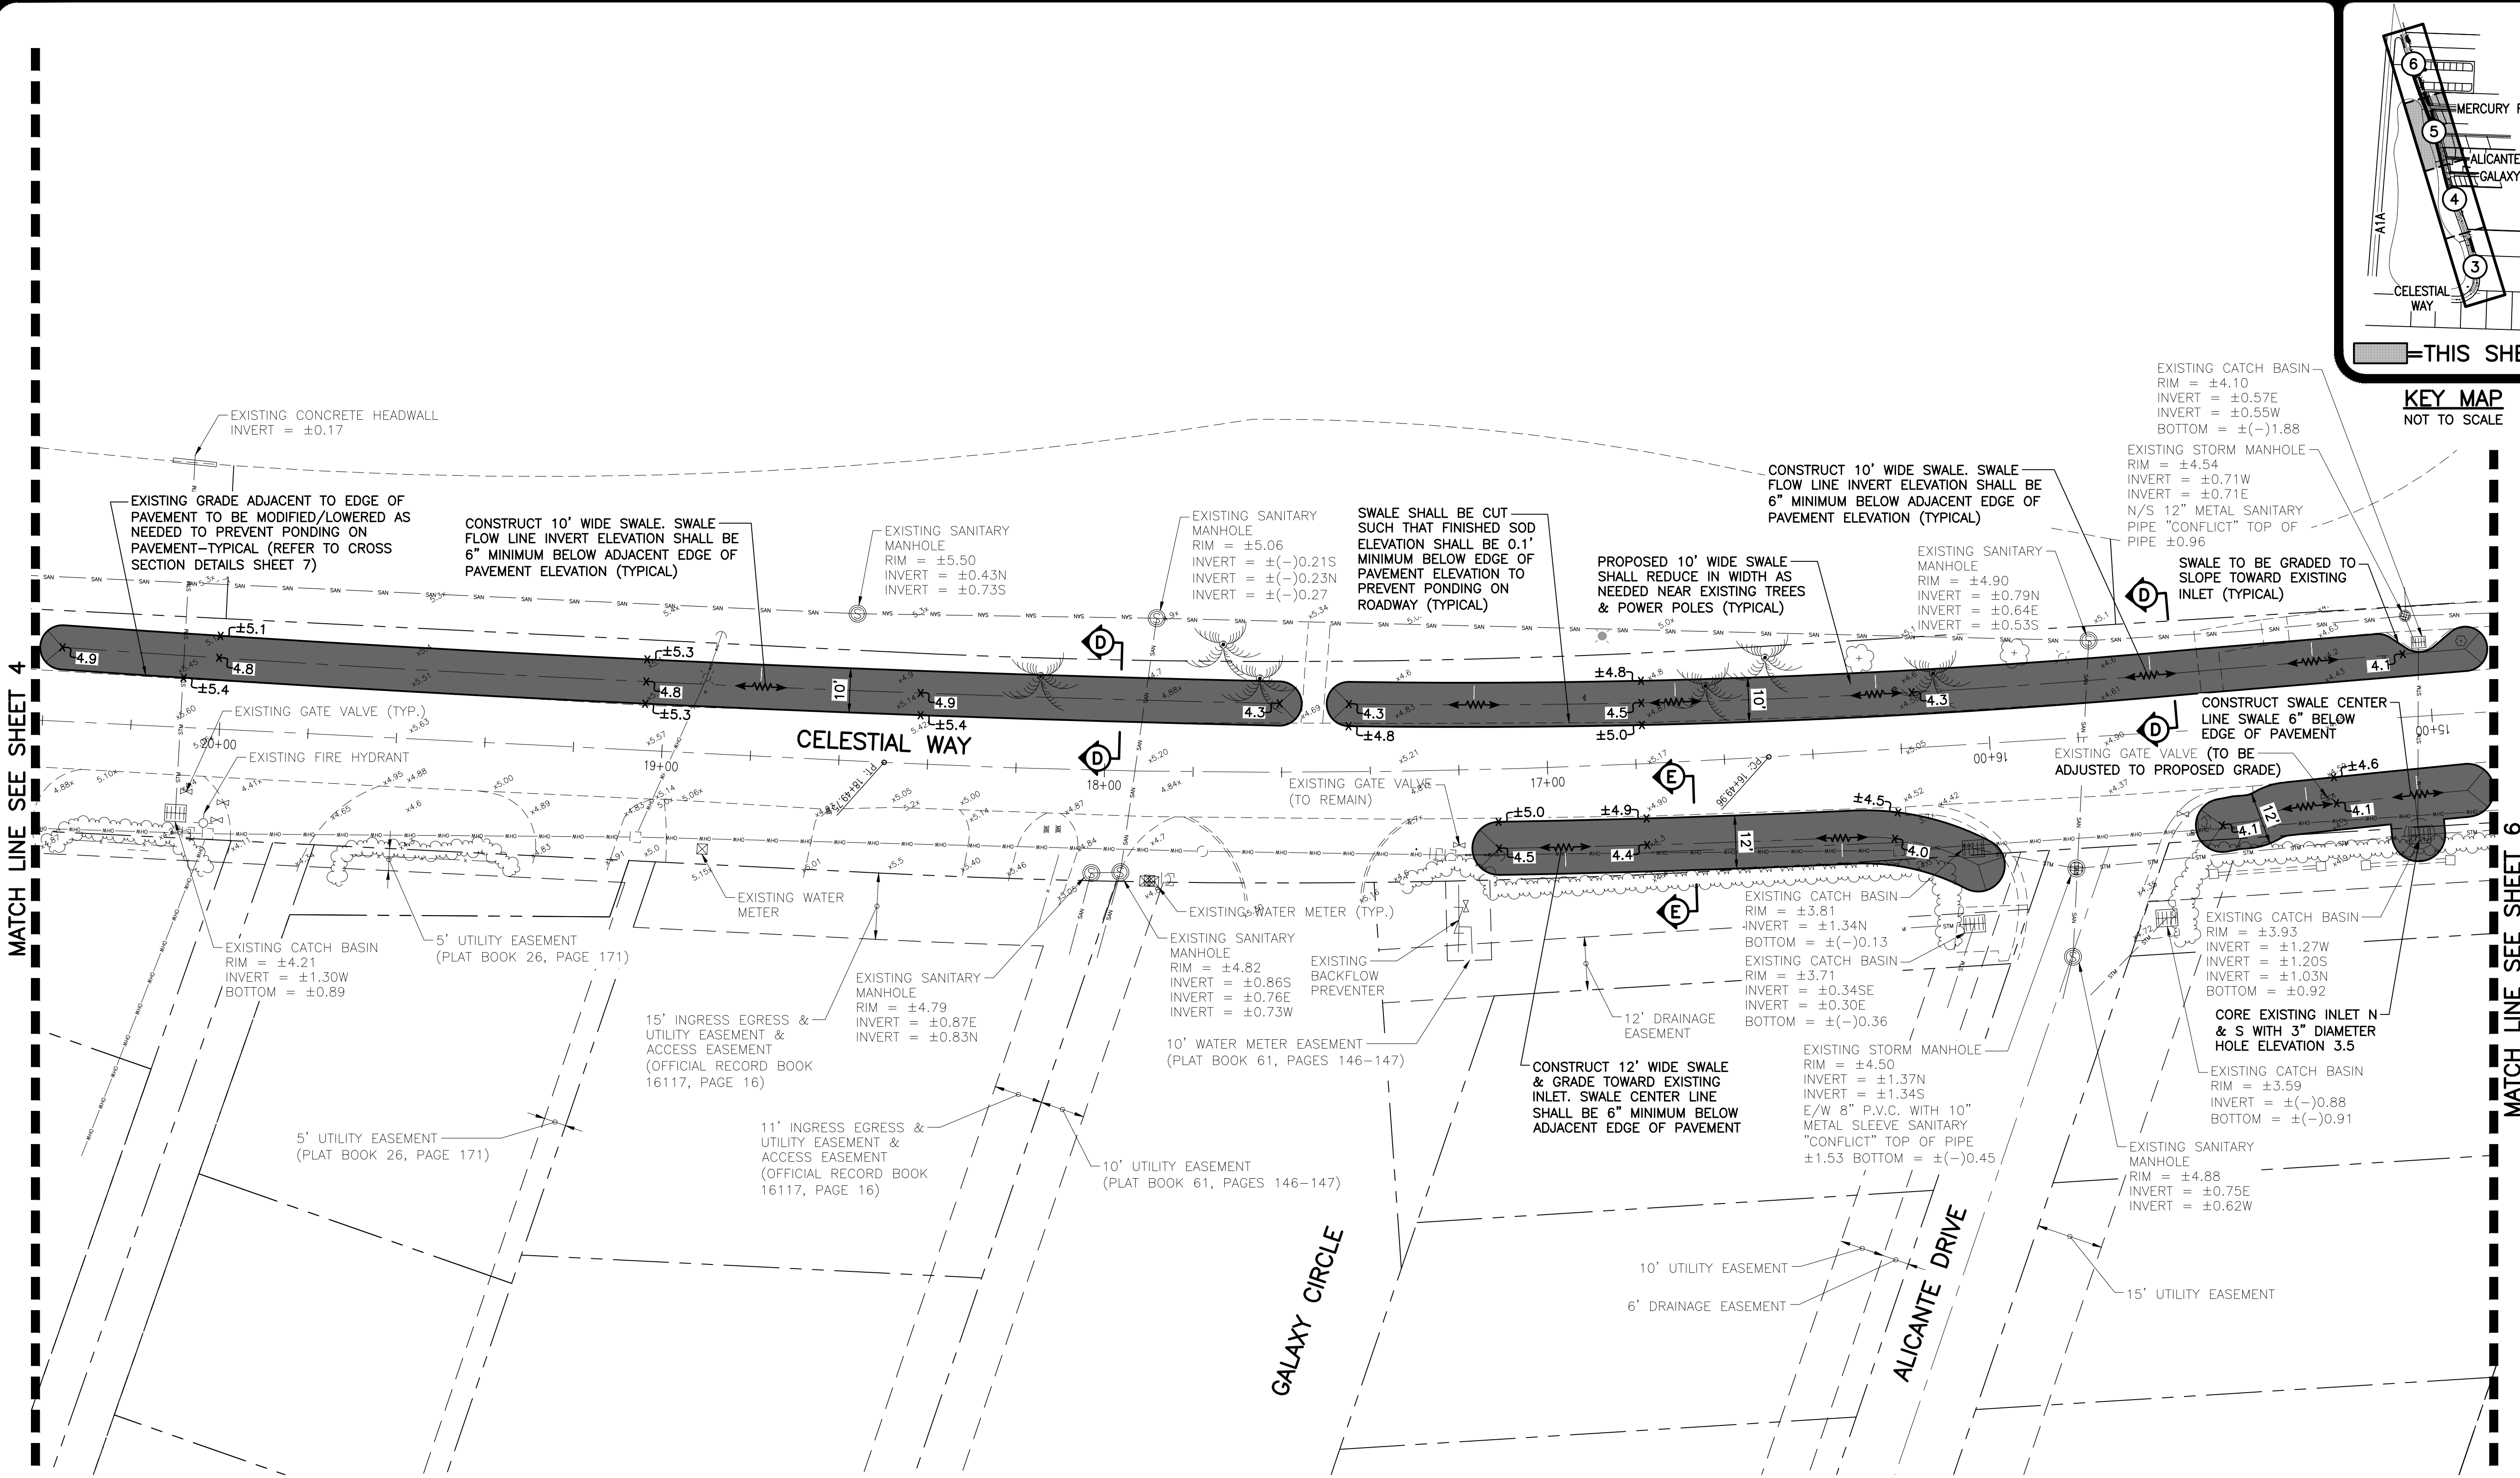 MATCH LINE SEE SHEET 4
EXISTING CONCRETE HEADWALL
INVERT = ±0.17
EXISTING GRADE ADJACENT TO EDGE OF
PAVEMENT TO BE MODIFIED/LOWERED AS
NEEDED TO PREVENT PONDING ON
PAVEMENT-TYPICAL (REFER TO CROSS
SECTION DETAILS SHEET 7)
CONSTRUCT 10' WIDE SWALE. SWALE
FLOW LINE INVERT ELEVATION SHALL BE
6" MINIMUM BELOW ADJACENT EDGE OF
PAVEMENT ELEVATION (TYPICAL)
EXISTING SANITARY
MANHOLE
RIM = ±5.50
INVERT = ±0.43N
INVERT = ±0.73S
EXISTING SANITARY
MANHOLE
RIM = ±5.06
INVERT = ±(-)0.21S
INVERT = ±(-)0.23N
INVERT = ±(-)0.27
SWALE SHALL BE CUT
SUCH THAT FINISHED SOD
ELEVATION SHALL BE 0.1'
MINIMUM BELOW EDGE OF
PAVEMENT ELEVATION TO
PREVENT PONDING ON
ROADWAY (TYPICAL)
PROPOSED 10' WIDE SWALE
SHALL REDUCE IN WIDTH AS
NEEDED NEAR EXISTING TREES
& POWER POLES (TYPICAL)
CONSTRUCT 10' WIDE SWALE. SWALE
FLOW LINE INVERT ELEVATION SHALL BE
6" MINIMUM BELOW ADJACENT EDGE OF
PAVEMENT ELEVATION (TYPICAL)
EXISTING SANITARY
MANHOLE
RIM = ±4.90
INVERT = ±0.79N
INVERT = ±0.64E
INVERT = ±0.53S
EXISTING CATCH BASIN
RIM = ±4.10
INVERT = ±0.57E
INVERT = ±0.55W
BOTTOM = ±(-)1.88
EXISTING STORM MANHOLE
RIM = ±4.54
INVERT = ±0.71W
INVERT = ±0.71E
N/S 12" METAL SANITARY
PIPE "CONFLICT" TOP OF
PIPE ±0.96
SWALE TO BE GRADED TO
SLOPE TOWARD EXISTING
INLET (TYPICAL)
6
MERCURY
5
ALICANTE
GALAXY
4
A1A
3
CELESTIAL
WAY
=THIS
KEY MAP
NOT TO SCALE
4.9
±5.1
4.8
±5.4
±5.3
4.8
±5.3
10'
4.9
±5.4
D
D
4.3
4.3
±4.8
±4.8
4.5
±5.0
10'
4.3
D
D
4.1
EXISTING GATE VALVE (TYP.)
20+00
EXISTING FIRE HYDRANT
19+00
CELESTIAL WAY
PT: 18+49.73
18+00
EXISTING GATE VALVE
(TO REMAIN)
17+00
PC: 16+49.96
16+00
15+00
CONSTRUCT SWALE CENTER
LINE SWALE 6" BELOW
EDGE OF PAVEMENT
EXISTING GATE VALVE (TO BE
ADJUSTED TO PROPOSED GRADE)
E
E
±5.0
±4.9
±4.5
4.5
4.4
12'
4.0
±4.6
4.1
12'
4.1
EXISTING WATER
METER
EXISTING WATER METER (TYP.)
5' UTILITY EASEMENT
(PLAT BOOK 26, PAGE 171)
EXISTING CATCH BASIN
RIM = ±4.21
INVERT = ±1.30W
BOTTOM = ±0.89
15' INGRESS EGRESS &
UTILITY EASEMENT &
ACCESS EASEMENT
(OFFICIAL RECORD BOOK
16117, PAGE 16)
EXISTING SANITARY
MANHOLE
RIM = ±4.79
INVERT = ±0.87E
INVERT = ±0.83N
EXISTING SANITARY
MANHOLE
RIM = ±4.82
INVERT = ±0.86S
INVERT = ±0.76E
INVERT = ±0.73W
EXISTING
BACKFLOW
PREVENTER
10' WATER METER EASEMENT
(PLAT BOOK 61, PAGES 146-147)
12' DRAINAGE
EASEMENT
CONSTRUCT 12' WIDE SWALE
& GRADE TOWARD EXISTING
INLET. SWALE CENTER LINE
SHALL BE 6" MINIMUM BELOW
ADJACENT EDGE OF PAVEMENT
EXISTING CATCH BASIN
RIM = ±3.81
INVERT = ±1.34N
BOTTOM = ±(-)0.13
EXISTING CATCH BASIN
RIM = ±3.71
INVERT = ±0.34SE
INVERT = ±0.30E
BOTTOM = ±(-)0.36
EXISTING STORM MANHOLE
RIM = ±4.50
INVERT = ±1.37N
INVERT = ±1.34S
E/W 8" P.V.C. WITH 10"
METAL SLEEVE SANITARY
"CONFLICT" TOP OF PIPE
±1.53 BOTTOM = ±(-)0.45
EXISTING CATCH BASIN
RIM = ±3.93
INVERT = ±1.27W
INVERT = ±1.20S
INVERT = ±1.03N
BOTTOM = ±0.92
CORE EXISTING INLET N
& S WITH 3" DIAMETER
HOLE ELEVATION 3.5
EXISTING CATCH BASIN
RIM = ±3.59
INVERT = ±(-)0.88
BOTTOM = ±(-)0.91
EXISTING SANITARY
MANHOLE
RIM = ±4.88
INVERT = ±0.75E
INVERT = ±0.62W
5' UTILITY EASEMENT
(PLAT BOOK 26, PAGE 171)
11' INGRESS EGRESS &
UTILITY EASEMENT &
ACCESS EASEMENT
(OFFICIAL RECORD BOOK
16117, PAGE 16)
10' UTILITY EASEMENT
(PLAT BOOK 61, PAGES 146-147)
GALAXY CIRCLE
10' UTILITY EASEMENT
6' DRAINAGE EASEMENT
ALICANTE DRIVE
15' UTILITY EASEMENT
MATCH LINE SEE SHEET 6